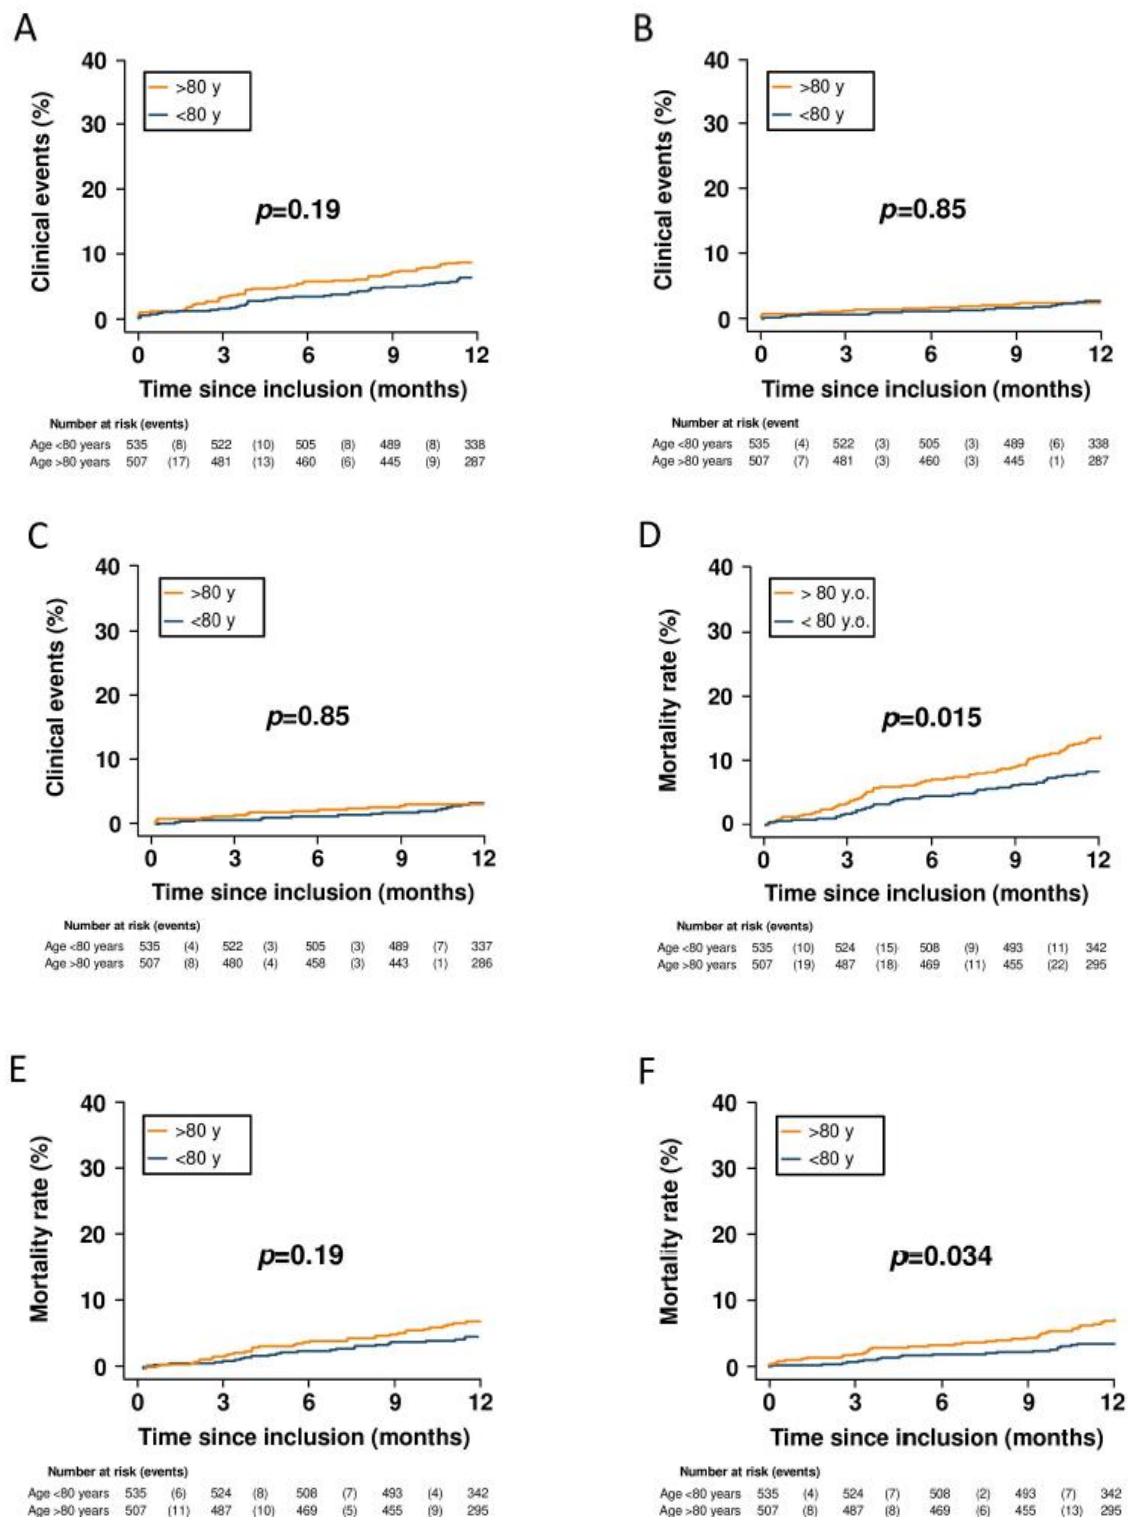 A
40
30
20
10
0
Clinical events (%)
>80 y
<80 y
p=0.19
0 3 6 9 12
Time since inclusion (months)
Number at risk (events)
Age <80 years 535 (8) 522 (10) 505 (8) 489 (8) 338
Age >80 years 507 (17) 481 (13) 460 (6) 445 (9) 287
B
40
30
20
10
0
Clinical events (%)
>80 y
<80 y
p=0.85
0 3 6 9 12
Time since inclusion (months)
Number at risk (event
Age <80 years 535 (4) 522 (3) 505 (3) 489 (6) 338
Age >80 years 507 (7) 481 (3) 460 (3) 445 (1) 287
C
40
30
20
10
0
Clinical events (%)
>80 y
<80 y
p=0.85
0 3 6 9 12
Time since inclusion (months)
Number at risk (events)
Age <80 years 535 (4) 522 (3) 505 (3) 489 (7) 337
Age >80 years 507 (8) 480 (4) 458 (3) 443 (1) 286
D
40
30
20
10
0
Mortality rate (%)
> 80 y.o.
< 80 y.o.
p=0.015
0 3 6 9 12
Time since inclusion (months)
Number at risk (events)
Age <80 years 535 (10) 524 (15) 508 (9) 493 (11) 342
Age >80 years 507 (19) 487 (18) 469 (11) 455 (22) 295
E
40
30
20
10
0
Mortality rate (%)
>80 y
<80 y
p=0.19
0 3 6 9 12
Time since inclusion (months)
Number at risk (events)
Age <80 years 535 (6) 524 (8) 508 (7) 493 (4) 342
Age >80 years 507 (11) 487 (10) 469 (5) 455 (9) 295
F
40
30
20
10
0
Mortality rate (%)
>80 y
<80 y
p=0.034
0 3 6 9 12
Time since inclusion (months)
Number at risk (events)
Age <80 years 535 (4) 524 (7) 508 (2) 493 (7) 342
Age >80 years 507 (8) 487 (8) 469 (6) 455 (13) 295